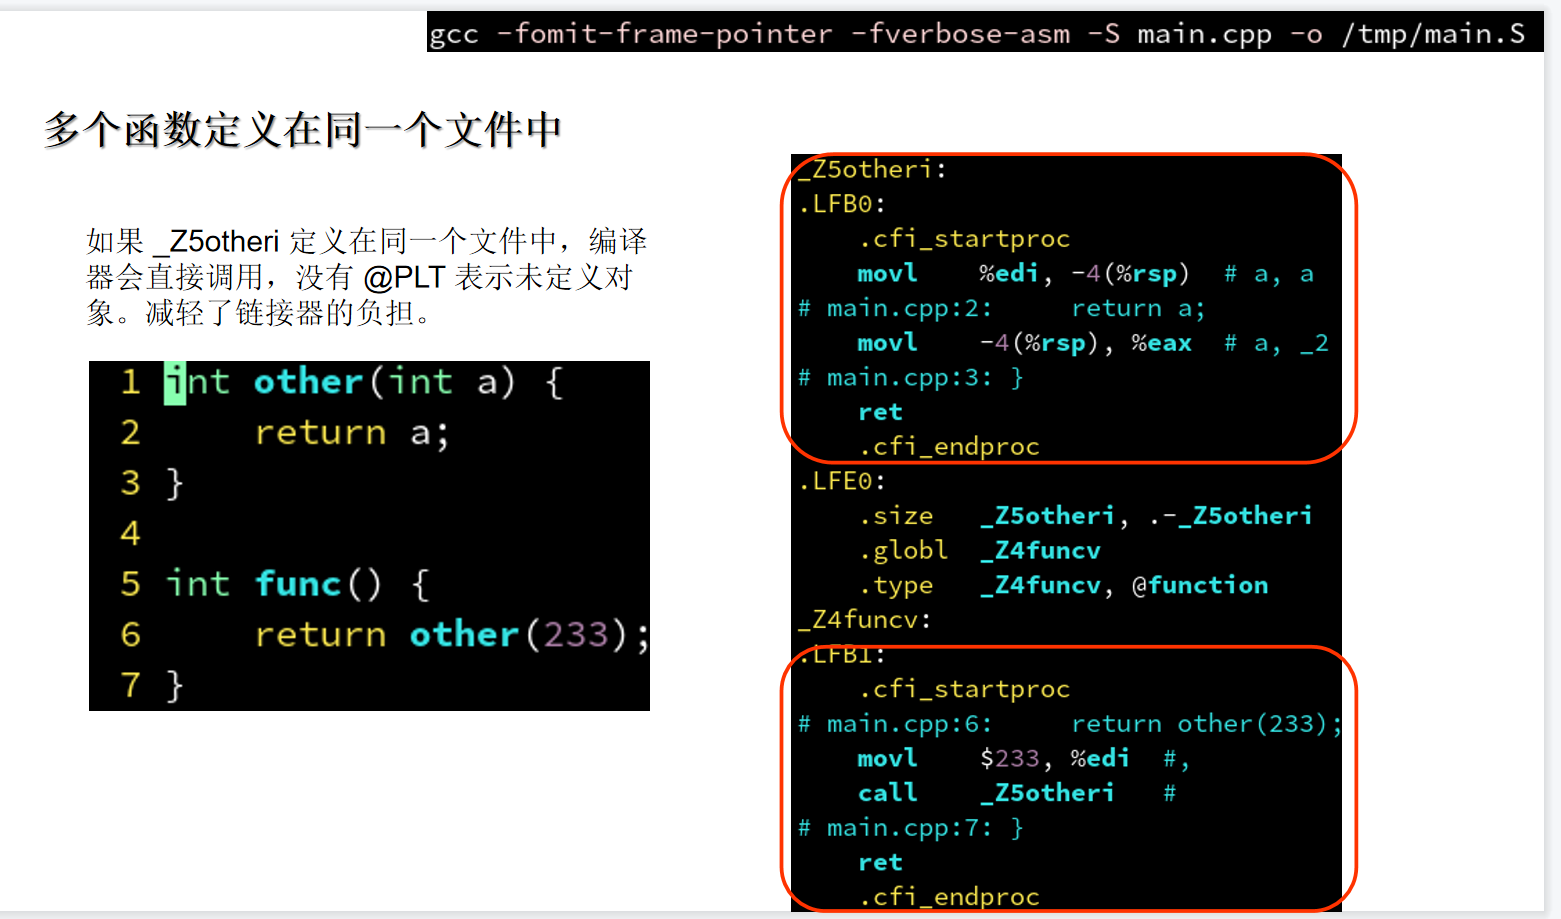 gcc -fomit-frame-pointer -fverbose-asm -S main.cpp -o /tmp/main.S
多个函数定义在同一个文件中
如果 _Z5otheri 定义在同一个文件中，编译
器会直接调用，没有 @PLT 表示未定义对
象。减轻了链接器的负担。
1 int other(int a) {
2     return a;
3 }
4
5 int func() {
6     return other(233);
7 }
_Z5otheri:
.LFB0:
    .cfi_startproc
    movl    %edi, -4(%rsp)  # a, a
# main.cpp:2:     return a;
    movl    -4(%rsp), %eax  # a, _2
# main.cpp:3: }
    ret
    .cfi_endproc
.LFE0:
    .size   _Z5otheri, .-_Z5otheri
    .globl  _Z4funcv
    .type   _Z4funcv, @function
_Z4funcv:
.LFB1:
    .cfi_startproc
# main.cpp:6:     return other(233);
    movl    $233, %edi  #,
    call    _Z5otheri   #
# main.cpp:7: }
    ret
    .cfi_endproc